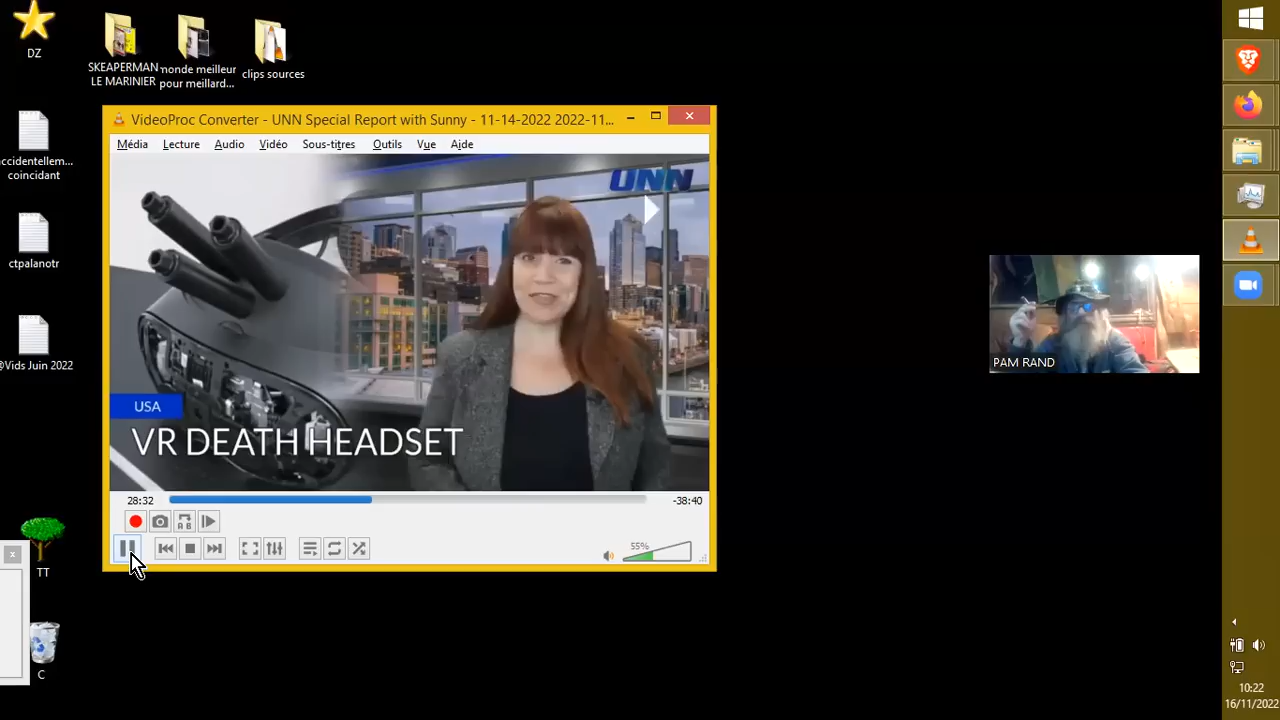 DZ
SKEAPERMAN
LE MARINIER
monde meilleur
pour meillard...
clips sources
accidentellem...
coincidant
ctpalanotr
@Vids Juin 2022
TT
C
x
VideoProc Converter - UNN Special Report with Sunny - 11-14-2022 2022-11...
Média Lecture Audio Vidéo Sous-titres Outils Vue Aide
UNN
USA
VR DEATH HEADSET
28:32
-38:40
55%
PAM RAND
10:22
16/11/2022